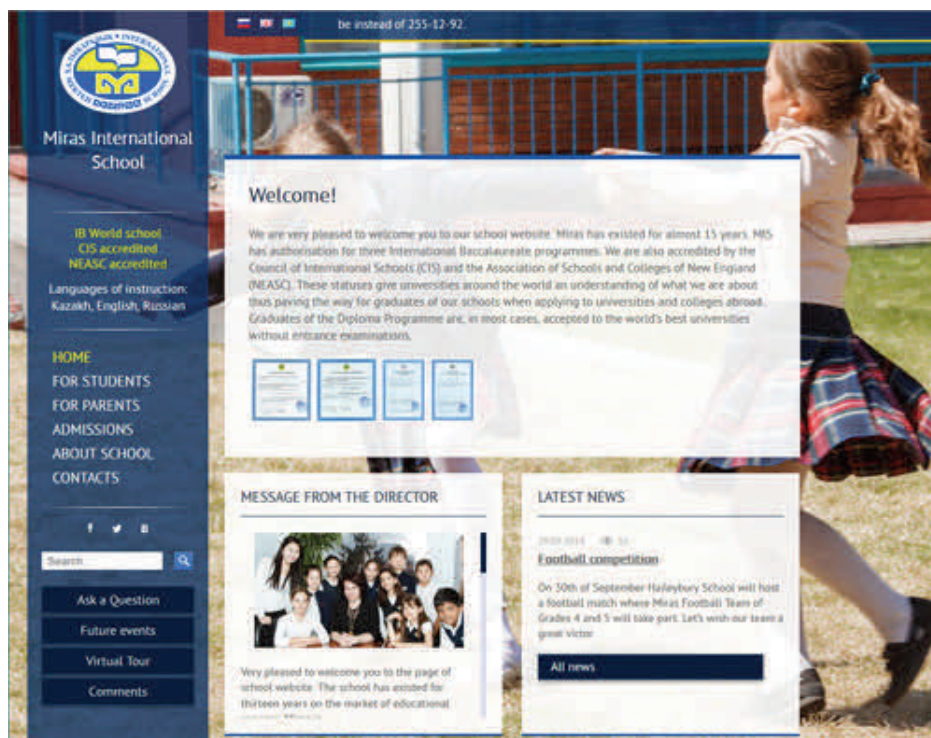 be instead of 255-12-92.
INTERNATIONAL
SCHOOL
Miras International
School
IB World school
CIS accredited
NEASC accredited
Languages of instruction:
Kazakh, English, Russian
HOME
FOR STUDENTS
FOR PARENTS
ADMISSIONS
ABOUT SCHOOL
CONTACTS
Search
Ask a Question
Future events
Virtual Tour
Comments
Welcome!
We are very pleased to welcome you to our school website. Miras has existed for almost 15 years. MIS
has authorisation for three International Baccalaureate programmes. We are also accredited by the
Council of International Schools (CIS) and the Association of Schools and Colleges of New England
(NEASC). These statuses give universities around the world an understanding of what we are about
thus paving the way for graduates of our schools when applying to universities and colleges abroad.
Graduates of the Diploma Programme are, in most cases, accepted to the world's best universities
without entrance examinations.
MESSAGE FROM THE DIRECTOR
Very pleased to welcome you to the page of
school website. The school has existed for
thirteen years on the market of educational
LATEST NEWS
Football competition
On 30th of September Haileybury School will host
a football match where Miras Football Team of
Grades 4 and 5 will take part. Let's wish our team a
great victor
All news